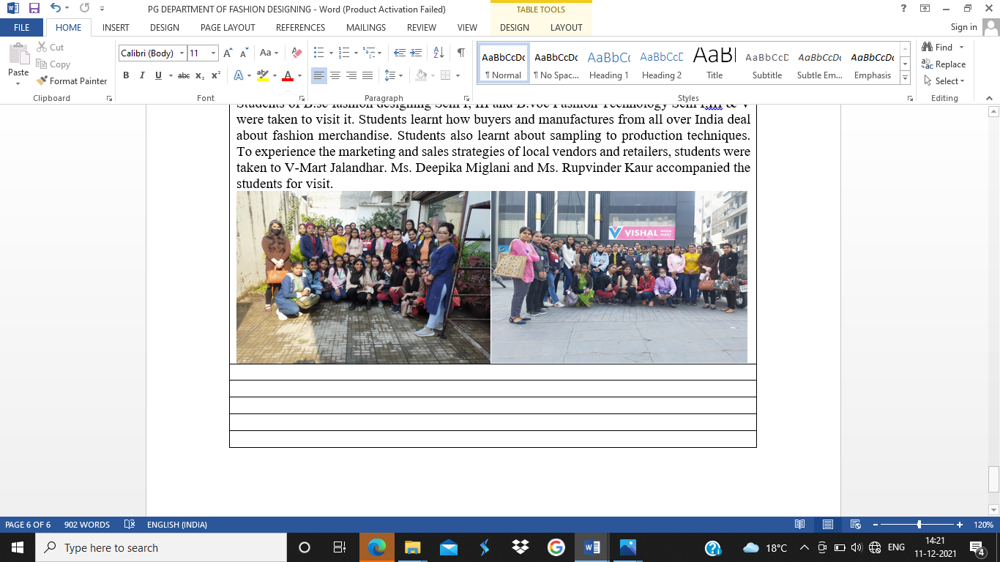 PG DEPARTMENT OF FASHION DESIGNING - Word (Product Activation Failed)
TABLE TOOLS
FILE HOME INSERT DESIGN PAGE LAYOUT REFERENCES MAILINGS REVIEW VIEW DESIGN LAYOUT
Sign in
Cut
Copy
Format Painter
Paste
Clipboard
Calibri (Body) 11
Font
Paragraph
AaBbCcDc AaBbCcDc AaBbCc AaBbCcD AaBl AaBbCcD AaBbCcDc AaBbCcDc
¶ Normal ¶ No Spac... Heading 1 Heading 2 Title Subtitle Subtle Em... Emphasis
Styles
Find
Replace
Select
Editing
Students of B.sc fashion designing Sem I, III and B.voc Fashion Technology Sem I,III & V
were taken to visit it. Students learnt how buyers and manufactures from all over India deal
about fashion merchandise. Students also learnt about sampling to production techniques.
To experience the marketing and sales strategies of local vendors and retailers, students were
taken to V-Mart Jalandhar. Ms. Deepika Miglani and Ms. Rupvinder Kaur accompanied the
students for visit.
VISHAL MEGA MART
PAGE 6 OF 6 902 WORDS ENGLISH (INDIA)
120%
Type here to search
18°C
ENG
14:21
11-12-2021
4